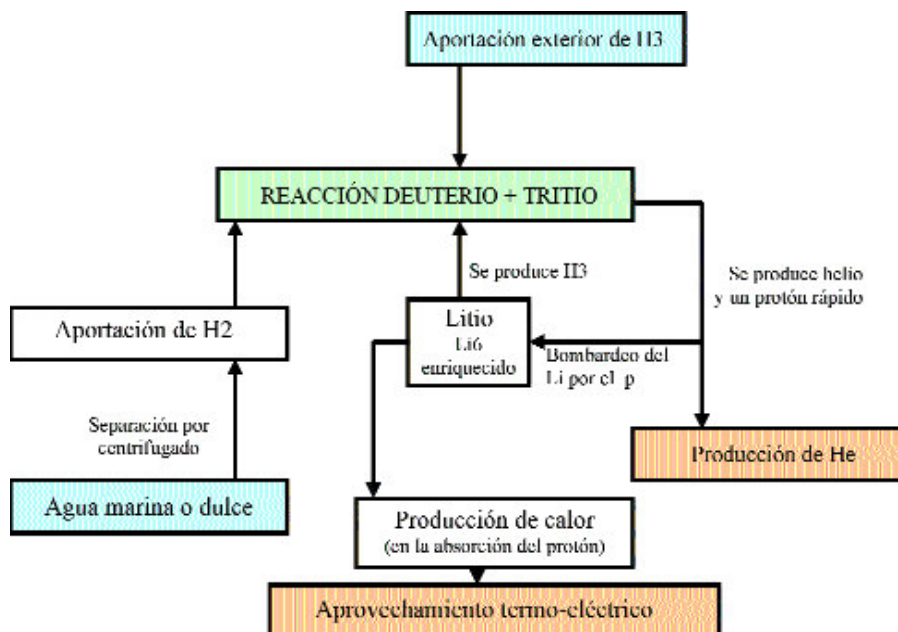 Aportación exterior de H3
REACCIÓN DEUTERIO + TRITIO
Se produce H3
Se produce helio
y un protón rápido
Aportación de H2
Litio
Li6
enriquecido
Bombardeo del
Li por el p
Separación por
centrifugado
Producción de He
Agua marina o dulce
Producción de calor
(en la absorción del protón)
Aprovechamiento termo-eléctrico